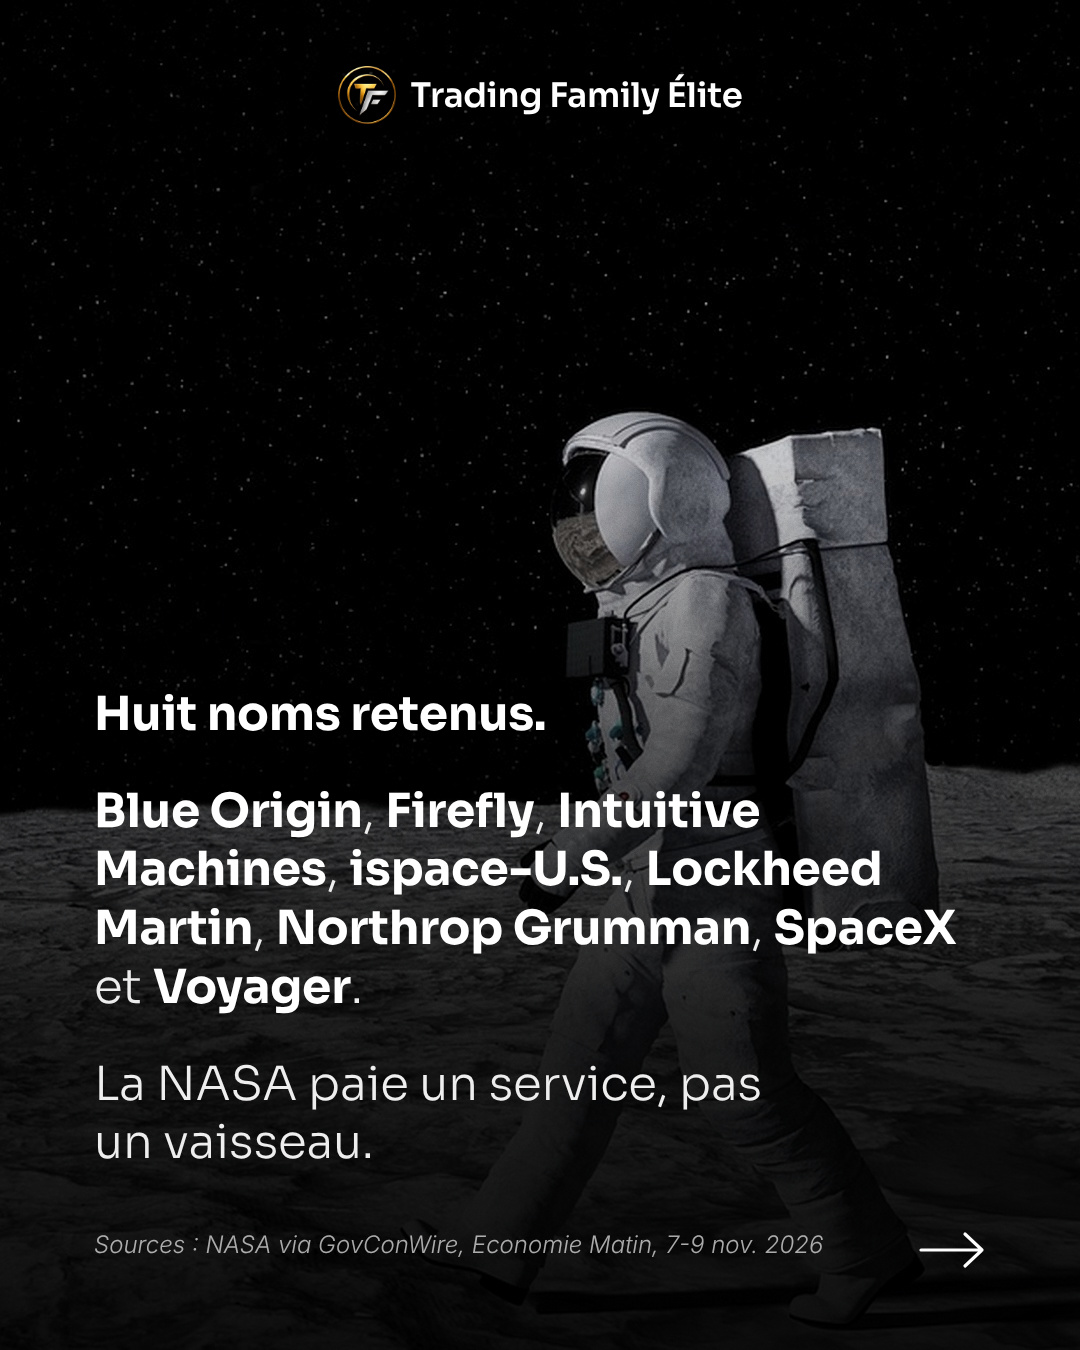 TF
Trading Family Élite
Huit noms retenus.
Blue Origin, Firefly, Intuitive
Machines, ispace-U.S., Lockheed
Martin, Northrop Grumman, SpaceX
et Voyager.
La NASA paie un service, pas
un vaisseau.
Sources : NASA via GovConWire, Economie Matin, 7-9 nov. 2026